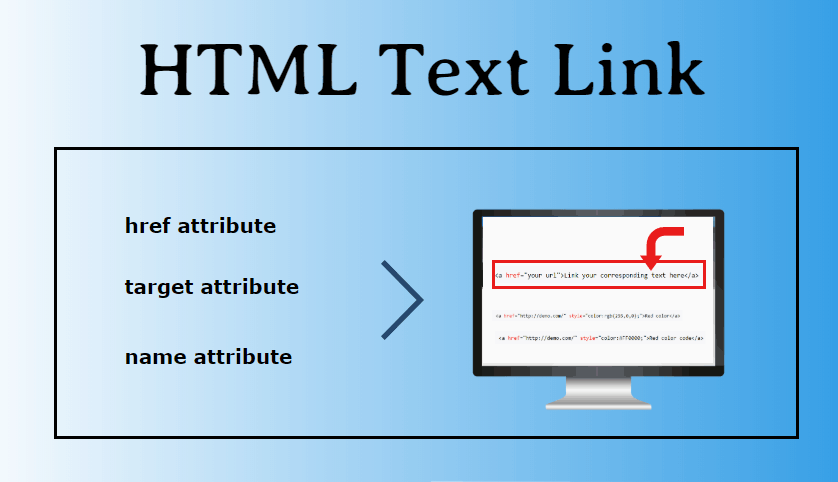 HTML Text Link
href attribute
target attribute
name attribute
<a href="your url">Link your corresponding text here</a>
<a href="http://demo.com/" style="color:rgb(255,0,0);">Red color</a>
<a href="http://demo.com/" style="color:#FF0000;">Red color code</a>